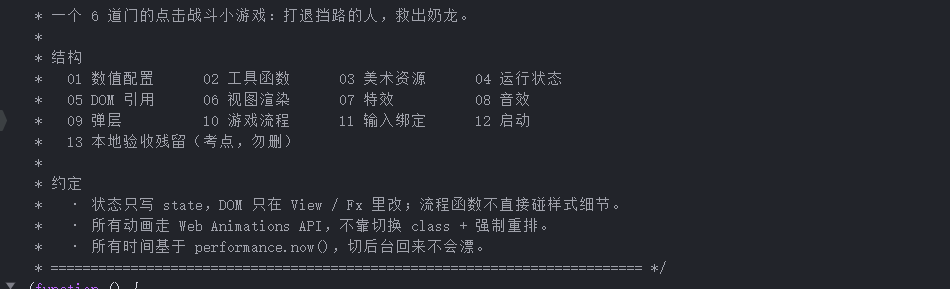 * 一个 6 道门的点击战斗小游戏：打退挡路的人，救出奶龙。
*
* 结构
*   01 数值配置      02 工具函数      03 美术资源      04 运行状态
*   05 DOM 引用      06 视图渲染      07 特效          08 音效
*   09 弹层          10 游戏流程      11 输入绑定      12 启动
*   13 本地验收残留（考点，勿删）
*
* 约定
*   · 状态只写 state，DOM 只在 View / Fx 里改；流程函数不直接碰样式细节。
*   · 所有动画走 Web Animations API，不靠切换 class + 强制重排。
*   · 所有时间基于 performance.now()，切后台回来不会漂。
* ========================================================================== */
(function () {